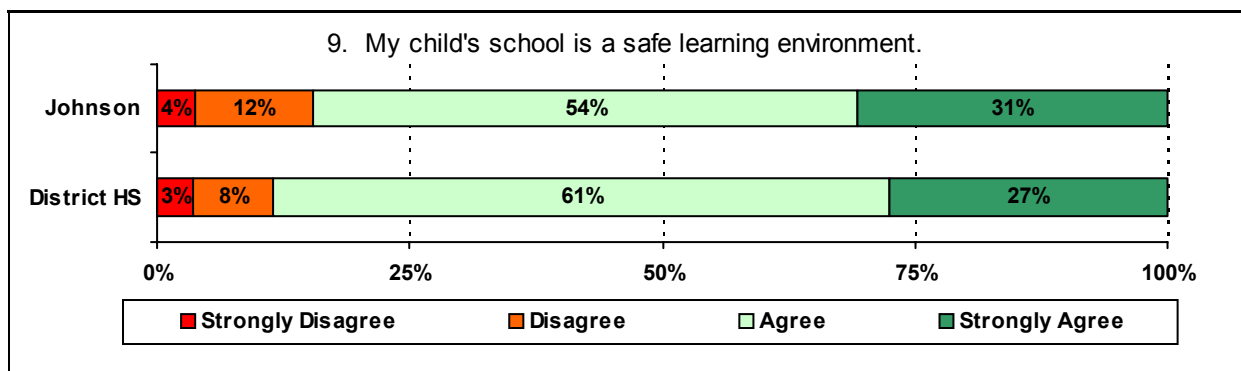 9. My child's school is a safe learning environment.
Johnson 4% 12% 54% 31%
District HS 3% 8% 61% 27%
0% 25% 50% 75% 100%
Strongly Disagree Disagree Agree Strongly Agree